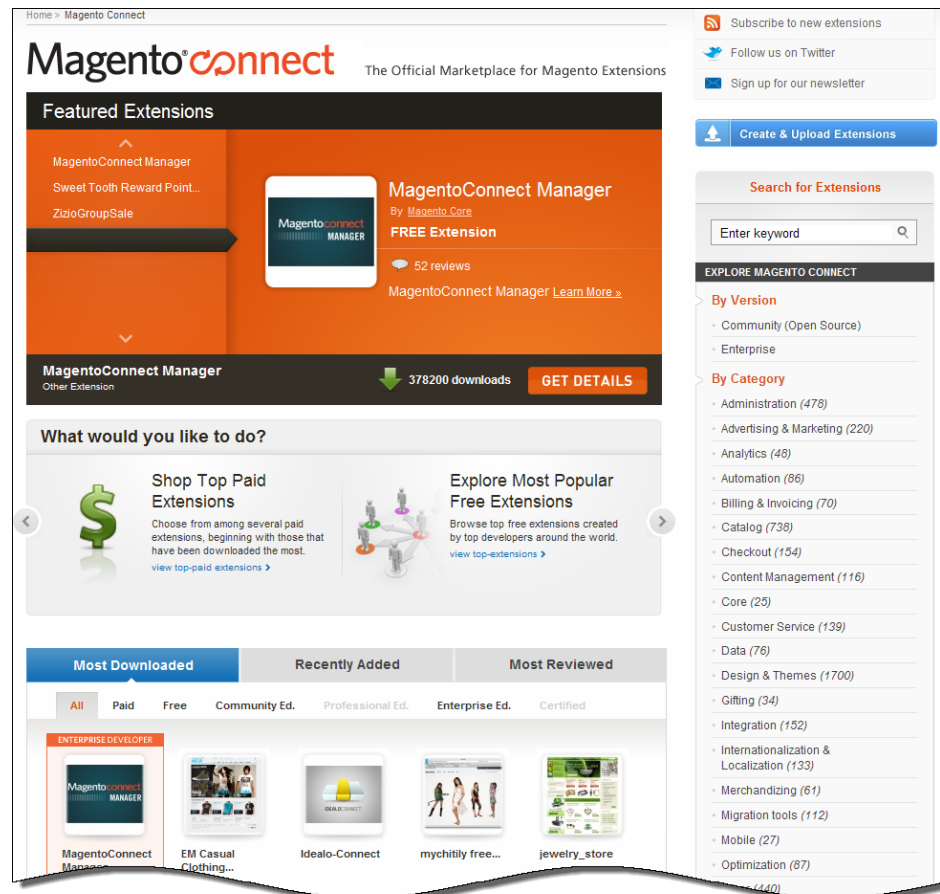 Home » Magento Connect
Magento® connect
The Official Marketplace for Magento Extensions
Featured Extensions
MagentoConnect Manager
Sweet Tooth Reward Point...
ZizioGroupSale
Magentoconnect
MANAGER
MagentoConnect Manager
By Magento Core
FREE Extension
52 reviews
MagentoConnect Manager Learn More »
MagentoConnect Manager
Other Extension
378200 downloads
GET DETAILS
What would you like to do?
Shop Top Paid
Extensions
Choose from among several paid
extensions, beginning with those that
have been downloaded the most.
view top-paid extensions >
Explore Most Popular
Free Extensions
Browse top free extensions created
by top developers around the world.
view top-extensions >
Most Downloaded
Recently Added
Most Reviewed
All Paid Free Community Ed. Professional Ed. Enterprise Ed. Certified
ENTERPRISE DEVELOPER
Magentoconnect
MANAGER
IDEALOCONNECT
MagentoConnect
Manager
EM Casual
Clothing...
Idealo-Connect
mychitily free...
jewelry_store
Subscribe to new extensions
Follow us on Twitter
Sign up for our newsletter
Create & Upload Extensions
Search for Extensions
Enter keyword
EXPLORE MAGENTO CONNECT
By Version
Community (Open Source)
Enterprise
By Category
Administration (478)
Advertising & Marketing (220)
Analytics (48)
Automation (86)
Billing & Invoicing (70)
Catalog (738)
Checkout (154)
Content Management (116)
Core (25)
Customer Service (139)
Data (76)
Design & Themes (1700)
Gifting (34)
Integration (152)
Internationalization &
Localization (133)
Merchandizing (61)
Migration tools (112)
Mobile (27)
Optimization (87)
(440)